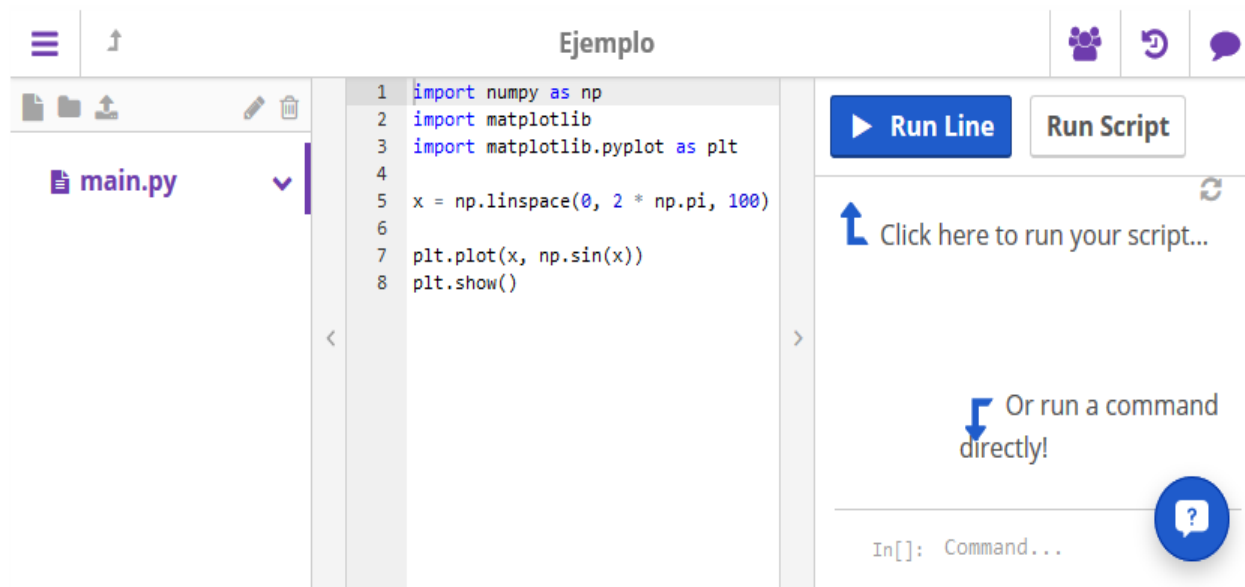 Ejemplo
main.py
1 import numpy as np
2 import matplotlib
3 import matplotlib.pyplot as plt
4
5 x = np.linspace(0, 2 * np.pi, 100)
6
7 plt.plot(x, np.sin(x))
8 plt.show()
Run Line Run Script
Click here to run your script...
Or run a command
directly!
In[]: Command...
?